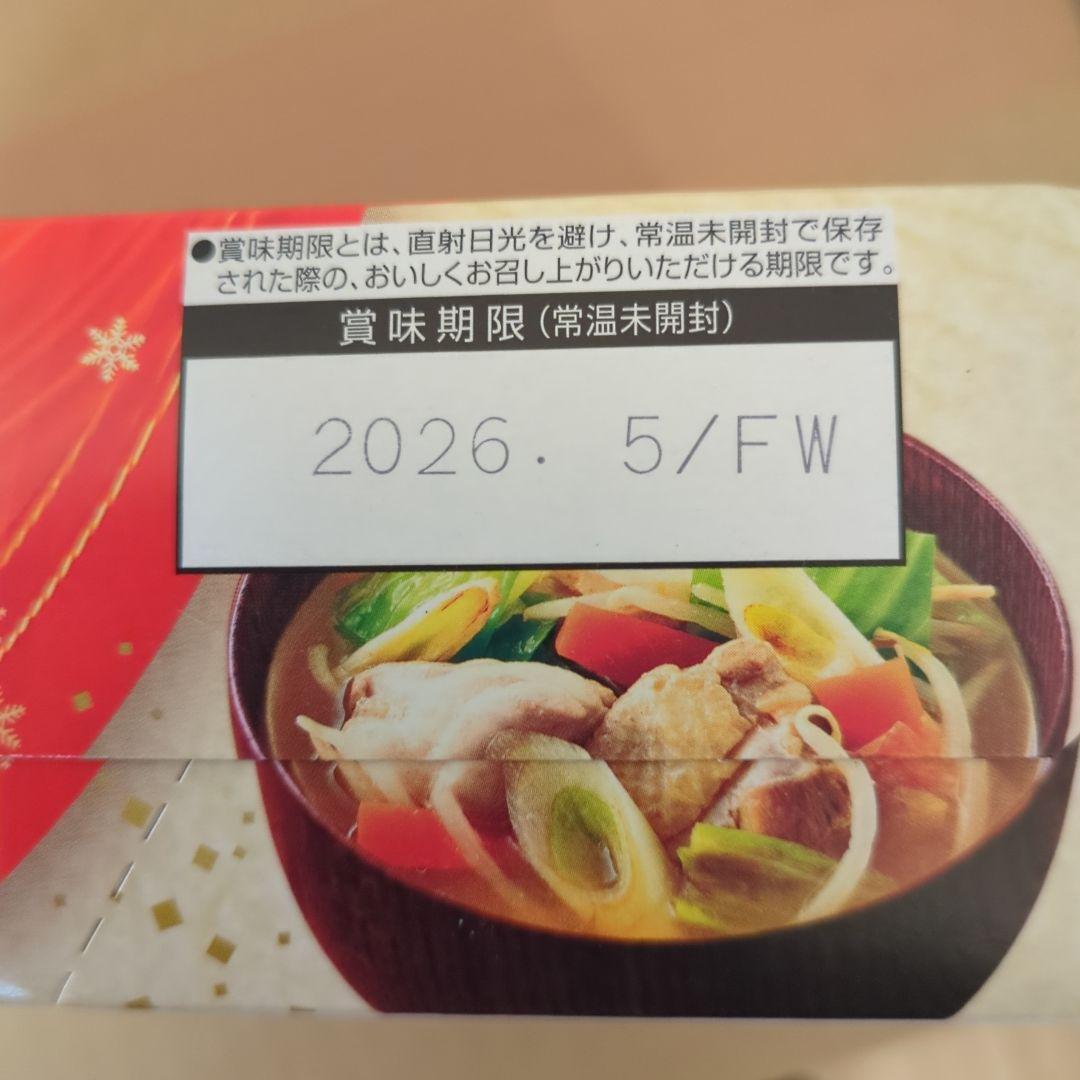 ●賞味期限とは、直射日光を避け、常温未開封で保存
された際の、おいしくお召し上がりいただける期限です。
賞味期限(常温未開封)
2026. 5/FW